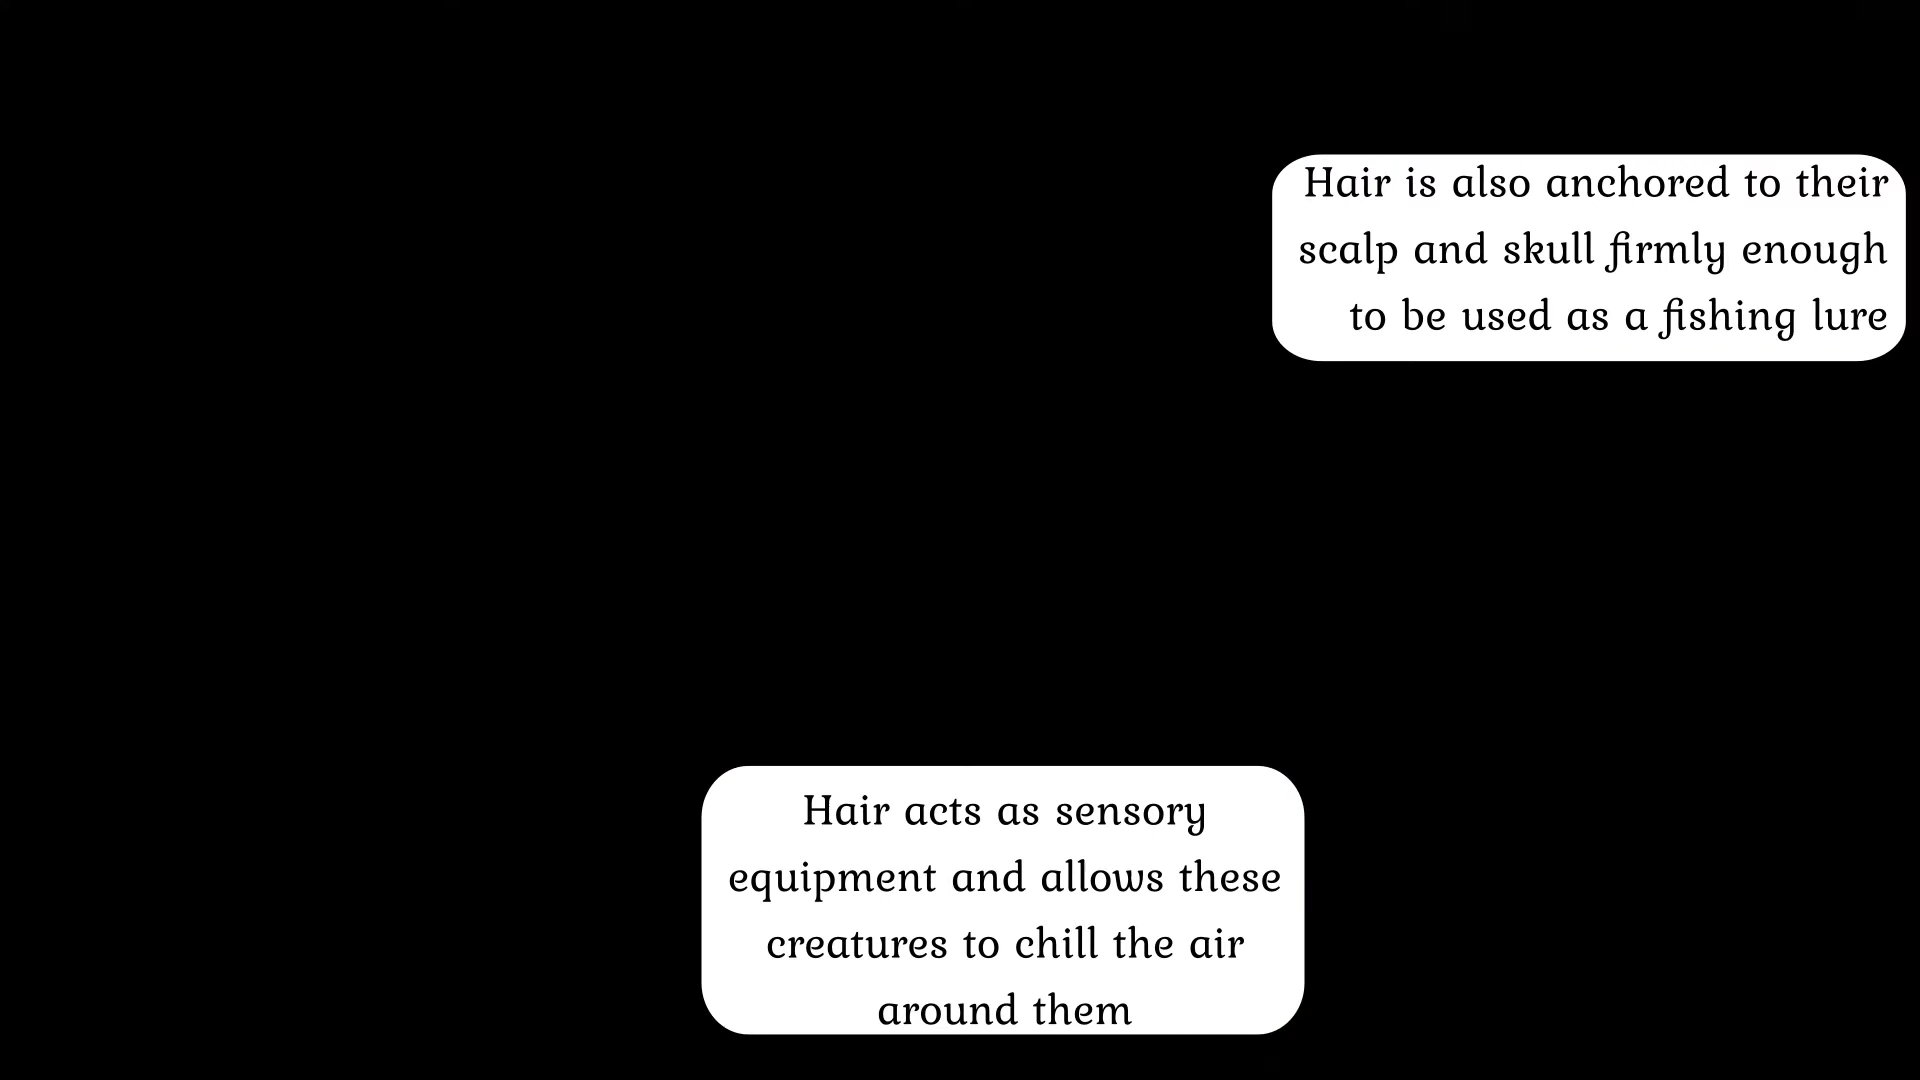 Hair is also anchored to their
scalp and skull firmly enough
to be used as a fishing lure
Hair acts as sensory
equipment and allows these
creatures to chill the air
around them